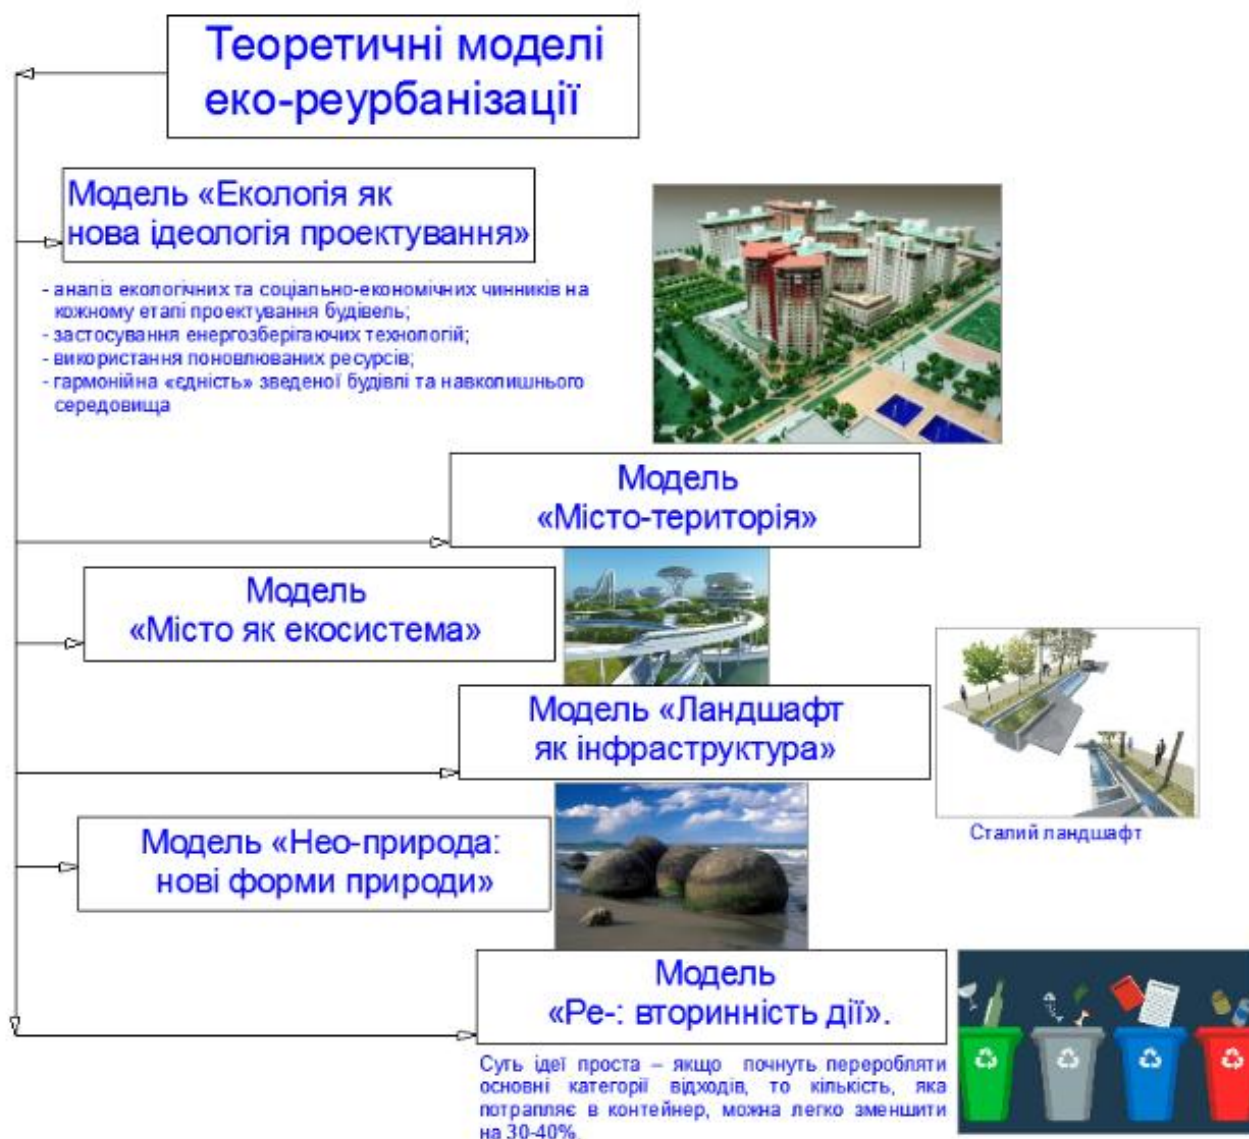 Теоретичні моделі
еко-реурбанізації
Модель «Екологія як
нова ідеологія проектування»
- аналіз екологічних та соціально-економічних чинників на
кожному етапі проектування будівель;
- застосування енергозберігаючих технологій;
- використання поновлюваних ресурсів;
- гармонійна «єдність» зведеної будівлі та навколишнього
середовища
Модель
«Місто-територія»
Модель
«Місто як екосистема»
Модель «Ландшафт
як інфраструктура»
Сталий ландшафт
Модель «Нео-природа:
нові форми природи»
Модель
«Ре-: вторинність дії».
Суть ідеї проста – якщо почнуть переробляти
основні категорії відходів, то кількість, яка
потрапляє в контейнер, можна легко зменшити
на 30-40%.